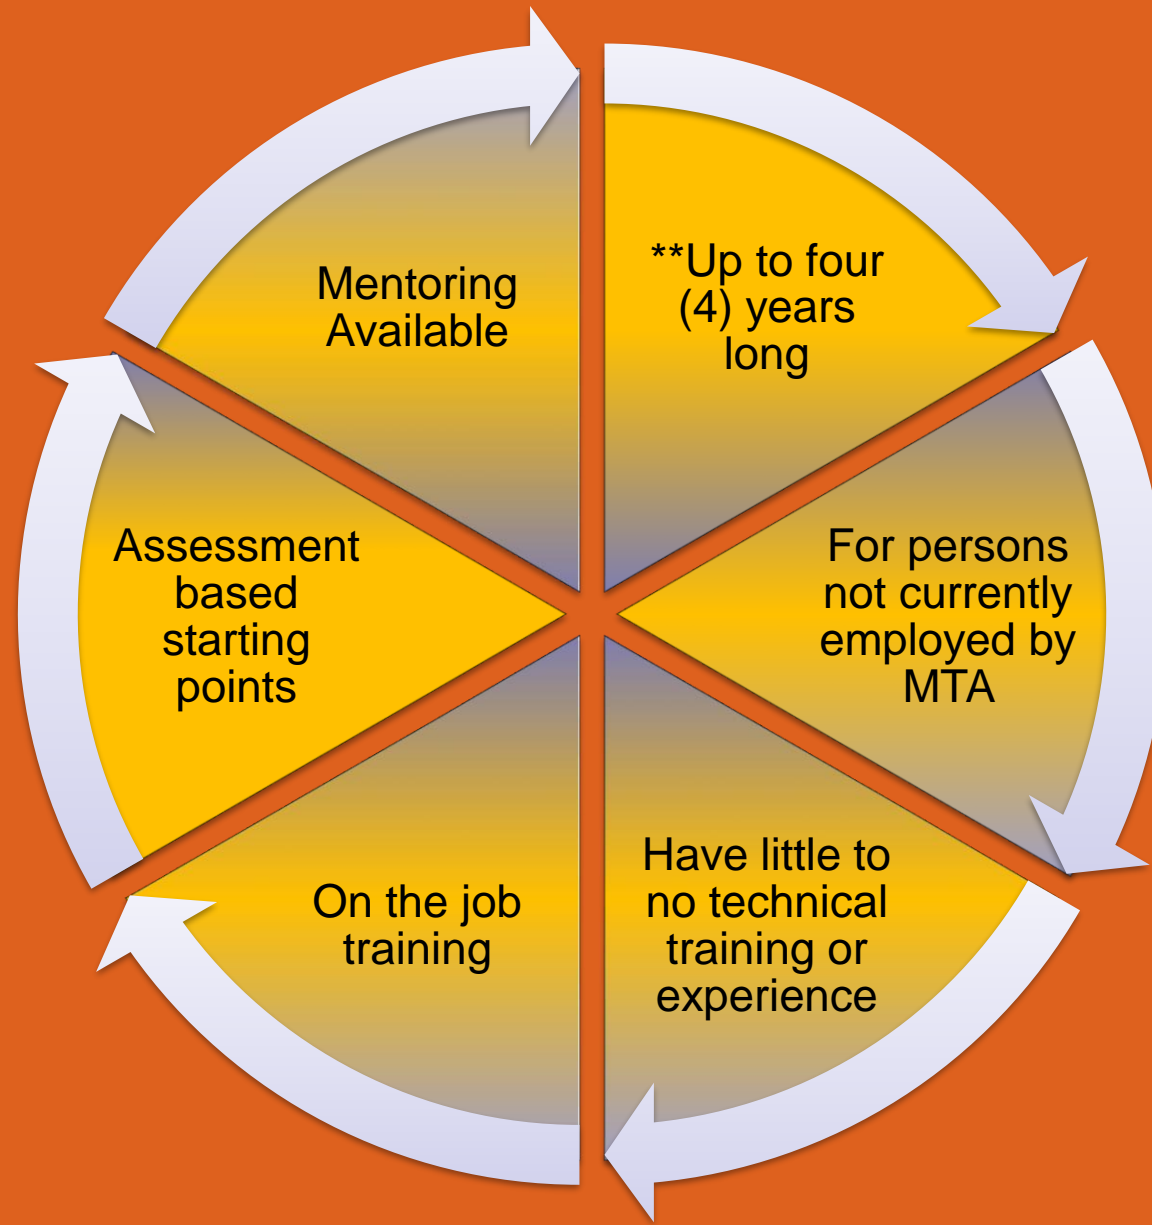 **Up to four
(4) years
long
For persons
not currently
employed by
MTA
Have little to
no technical
training or
experience
On the job
training
Assessment
based
starting
points
Mentoring
Available